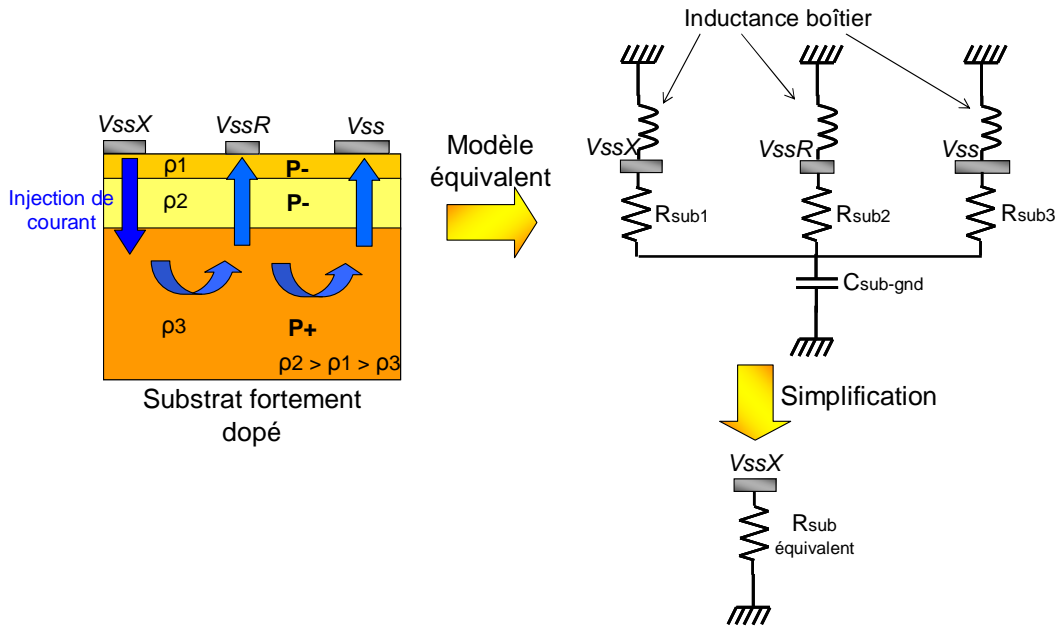 Inductance boîtier
VssX
VssR
Vss
ρ1
P-
Injection de
courant
ρ2
P-
ρ3
P+
ρ2 > ρ1 > ρ3
Substrat fortement
dopé
Modèle
équivalent
VssX
VssR
Vss
Rsub1
Rsub2
Rsub3
Csub-gnd
Simplification
VssX
Rsub
équivalent